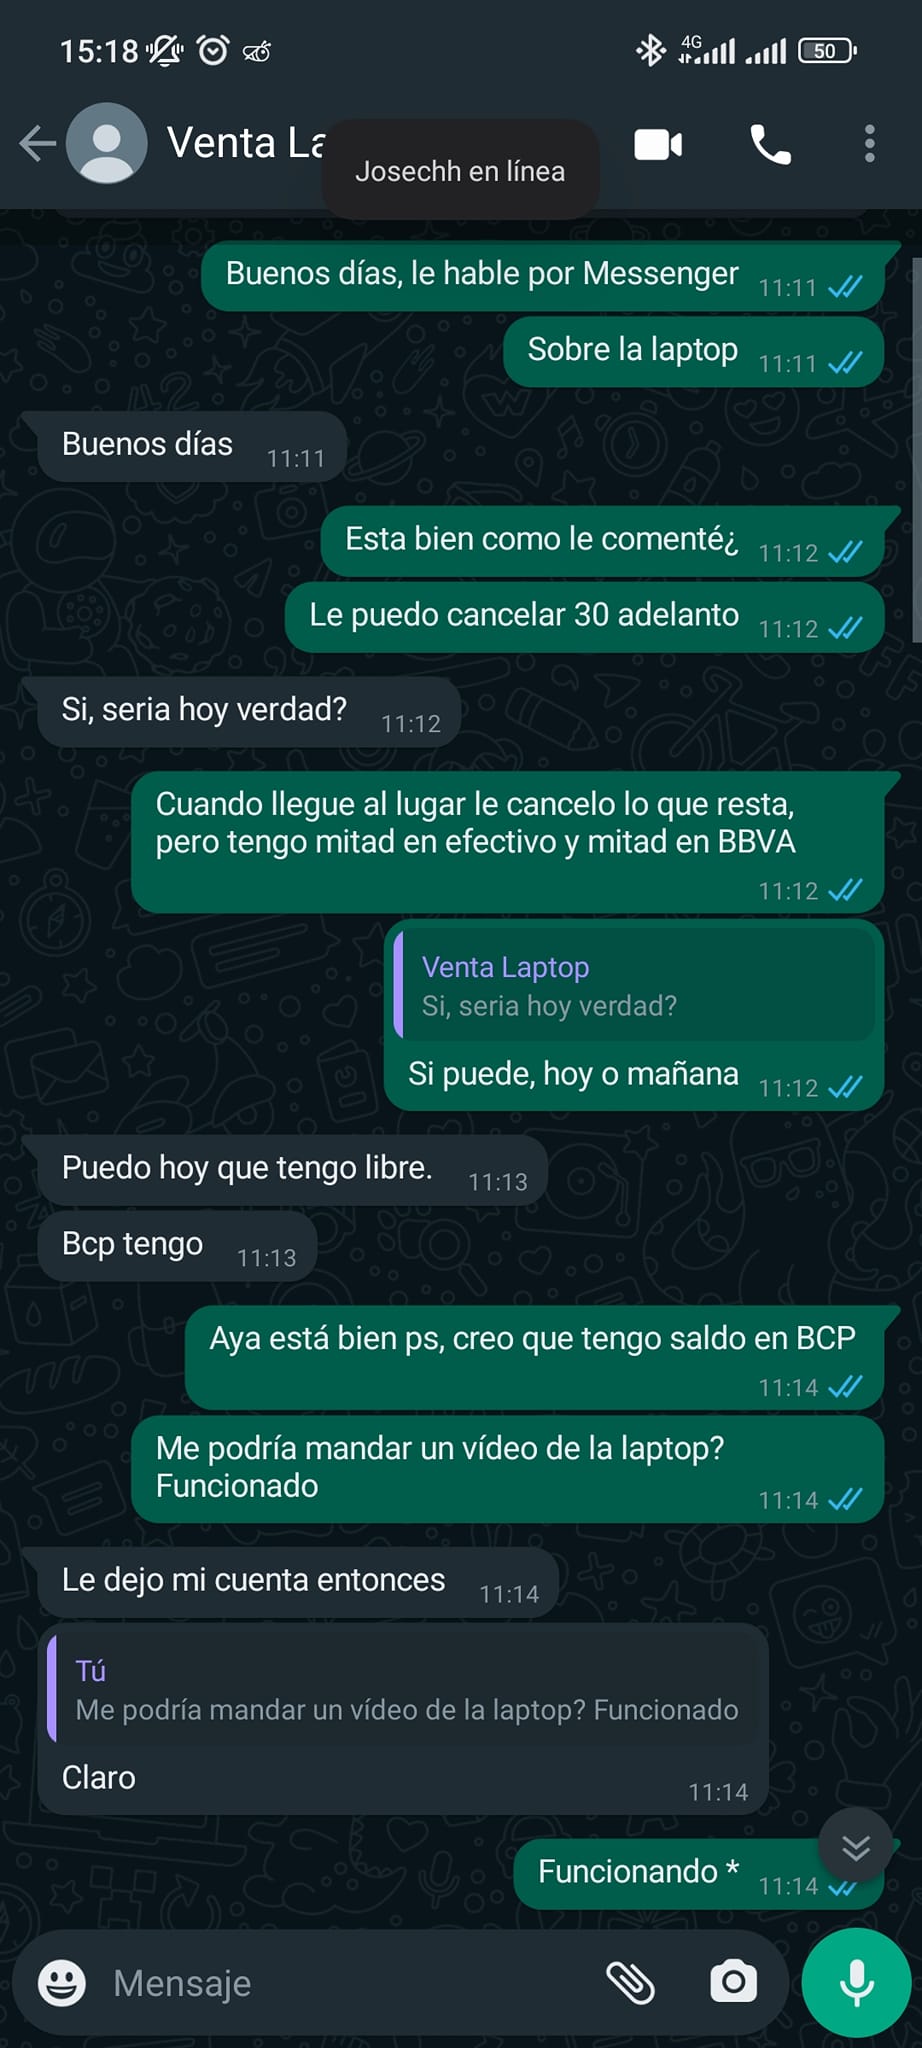 15:18
4G
50
Venta La
Josechh en línea
Buenos días, le hable por Messenger 11:11
Sobre la laptop 11:11
Buenos días 11:11
Esta bien como le comenté¿ 11:12
Le puedo cancelar 30 adelanto 11:12
Si, seria hoy verdad? 11:12
Cuando llegue al lugar le cancelo lo que resta,
pero tengo mitad en efectivo y mitad en BBVA
11:12
Venta Laptop
Si, seria hoy verdad?
Si puede, hoy o mañana 11:12
Puedo hoy que tengo libre. 11:13
Bcp tengo 11:13
Aya está bien ps, creo que tengo saldo en BCP
11:14
Me podría mandar un vídeo de la laptop?
Funcionado 11:14
Le dejo mi cuenta entonces 11:14
Tú
Me podría mandar un vídeo de la laptop? Funcionado
Claro 11:14
Funcionando * 11:14
Mensaje